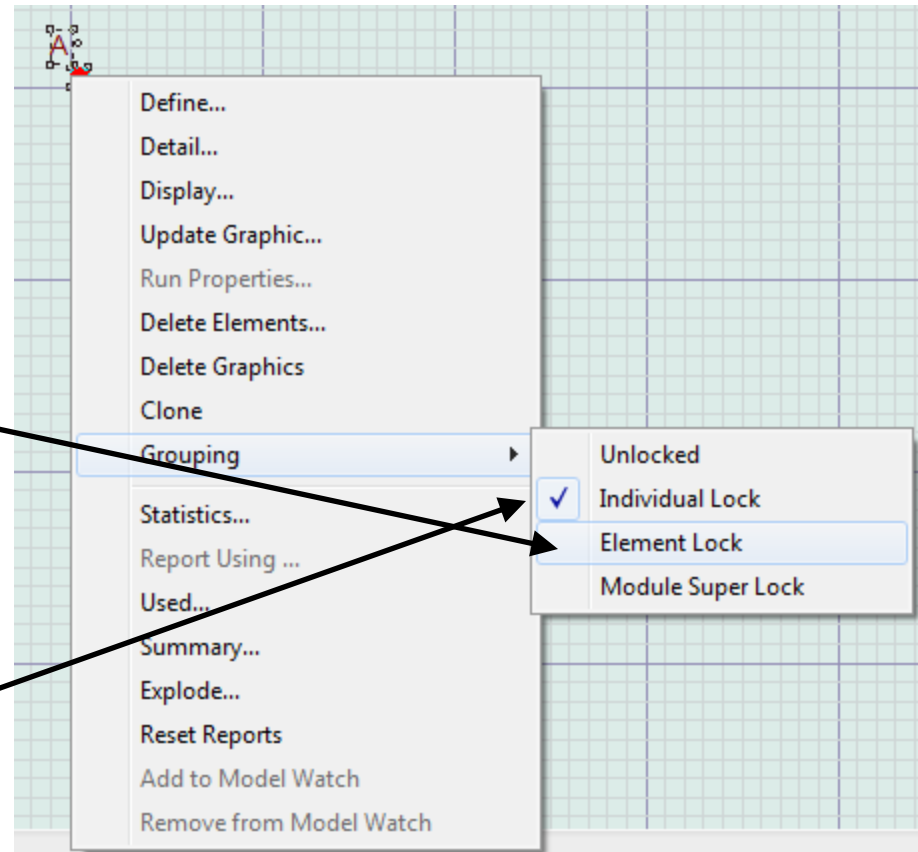 A
Define...
Detail...
Display...
Update Graphic...
Run Properties...
Delete Elements...
Delete Graphics
Clone
Grouping
Unlocked
Individual Lock
Element Lock
Module Super Lock
Statistics...
Report Using ...
Used...
Summary...
Explode...
Reset Reports
Add to Model Watch
Remove from Model Watch